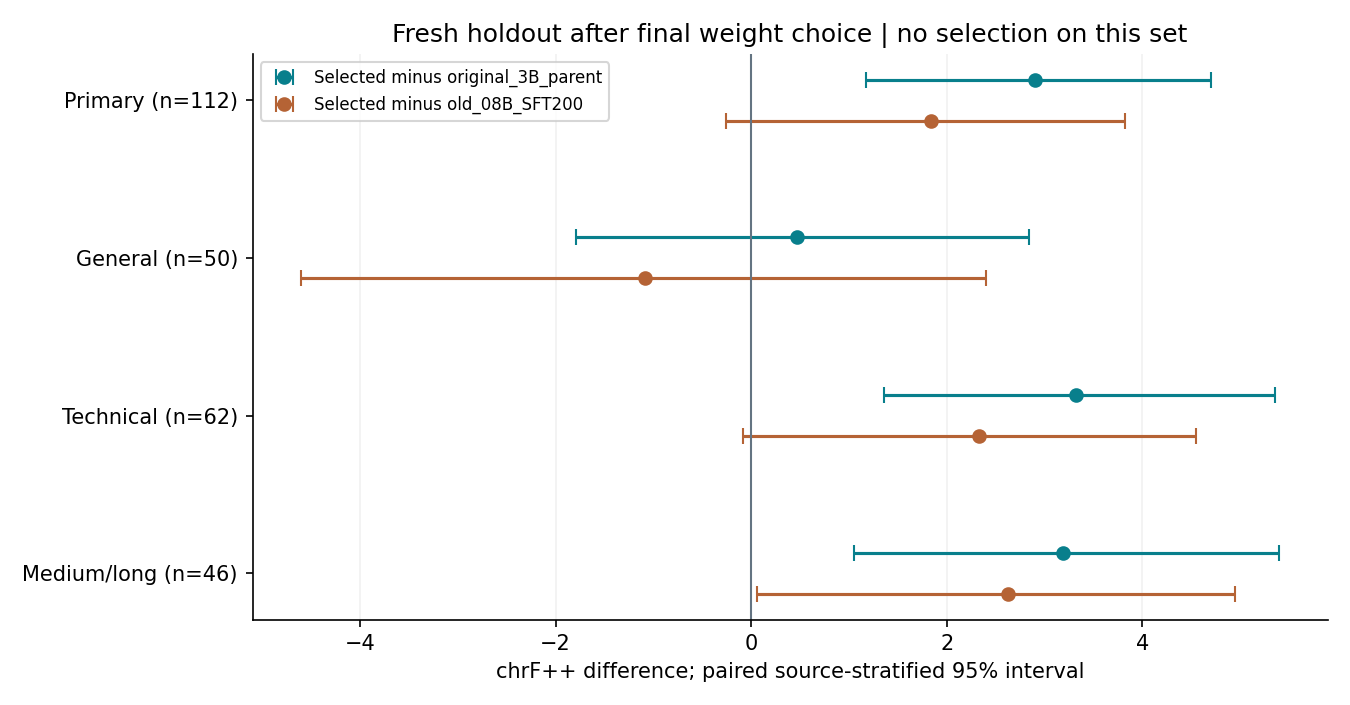 Fresh holdout after final weight choice | no selection on this set
Selected minus original_3B_parent
Selected minus old_08B_SFT200
Primary (n=112)
General (n=50)
Technical (n=62)
Medium/long (n=46)
−4
−2
0
2
4
chrF++ difference; paired source-stratified 95% interval